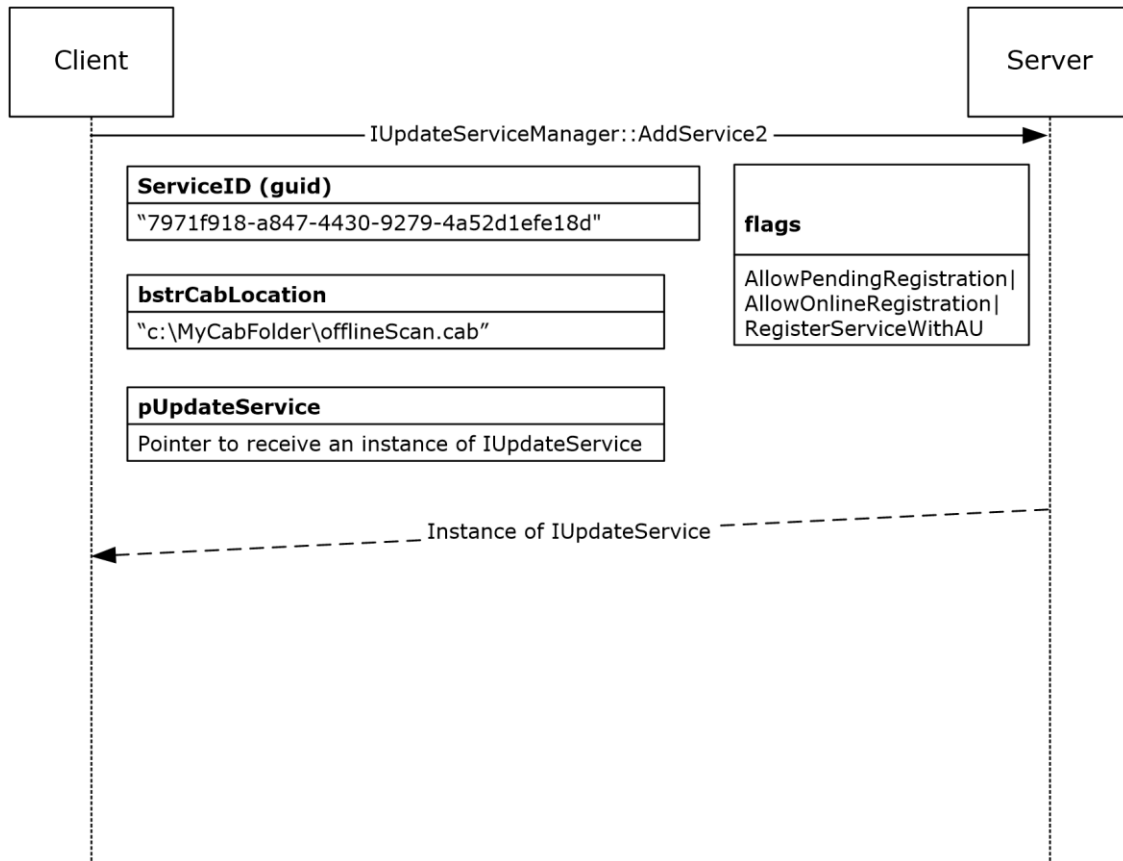 Client
Server
IUpdateServiceManager::AddService2
ServiceID (guid)
“7971f918-a847-4430-9279-4a52d1efe18d"
flags
AllowPendingRegistration|
AllowOnlineRegistration|
RegisterServiceWithAU
bstrCabLocation
“c:\MyCabFolder\offlineScan.cab”
pUpdateService
Pointer to receive an instance of IUpdateService
Instance of IUpdateService